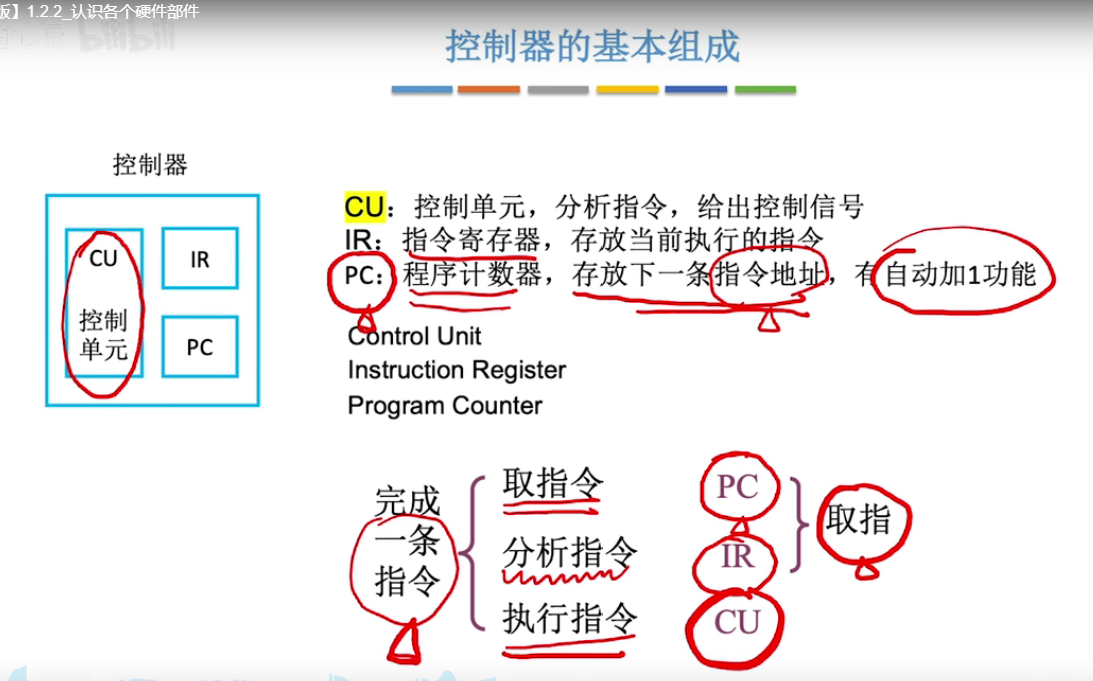 版】1.2.2_认识各个硬件部件
bilibili
控制器的基本组成
控制器
CU
控制
单元
IR
PC
CU：控制单元，分析指令，给出控制信号
IR：指令寄存器，存放当前执行的指令
PC：程序计数器，存放下一条指令地址，有自动加1功能
Control Unit
Instruction Register
Program Counter
完成
一条
指令
取指令
分析指令
执行指令
PC
IR
CU
取指